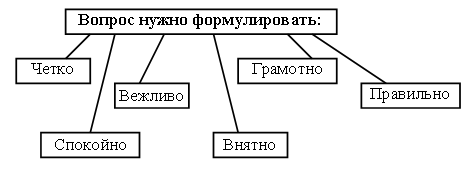 Вопрос нужно формулировать:
Четко
Грамотно
Вежливо
Правильно
Спокойно
Внятно